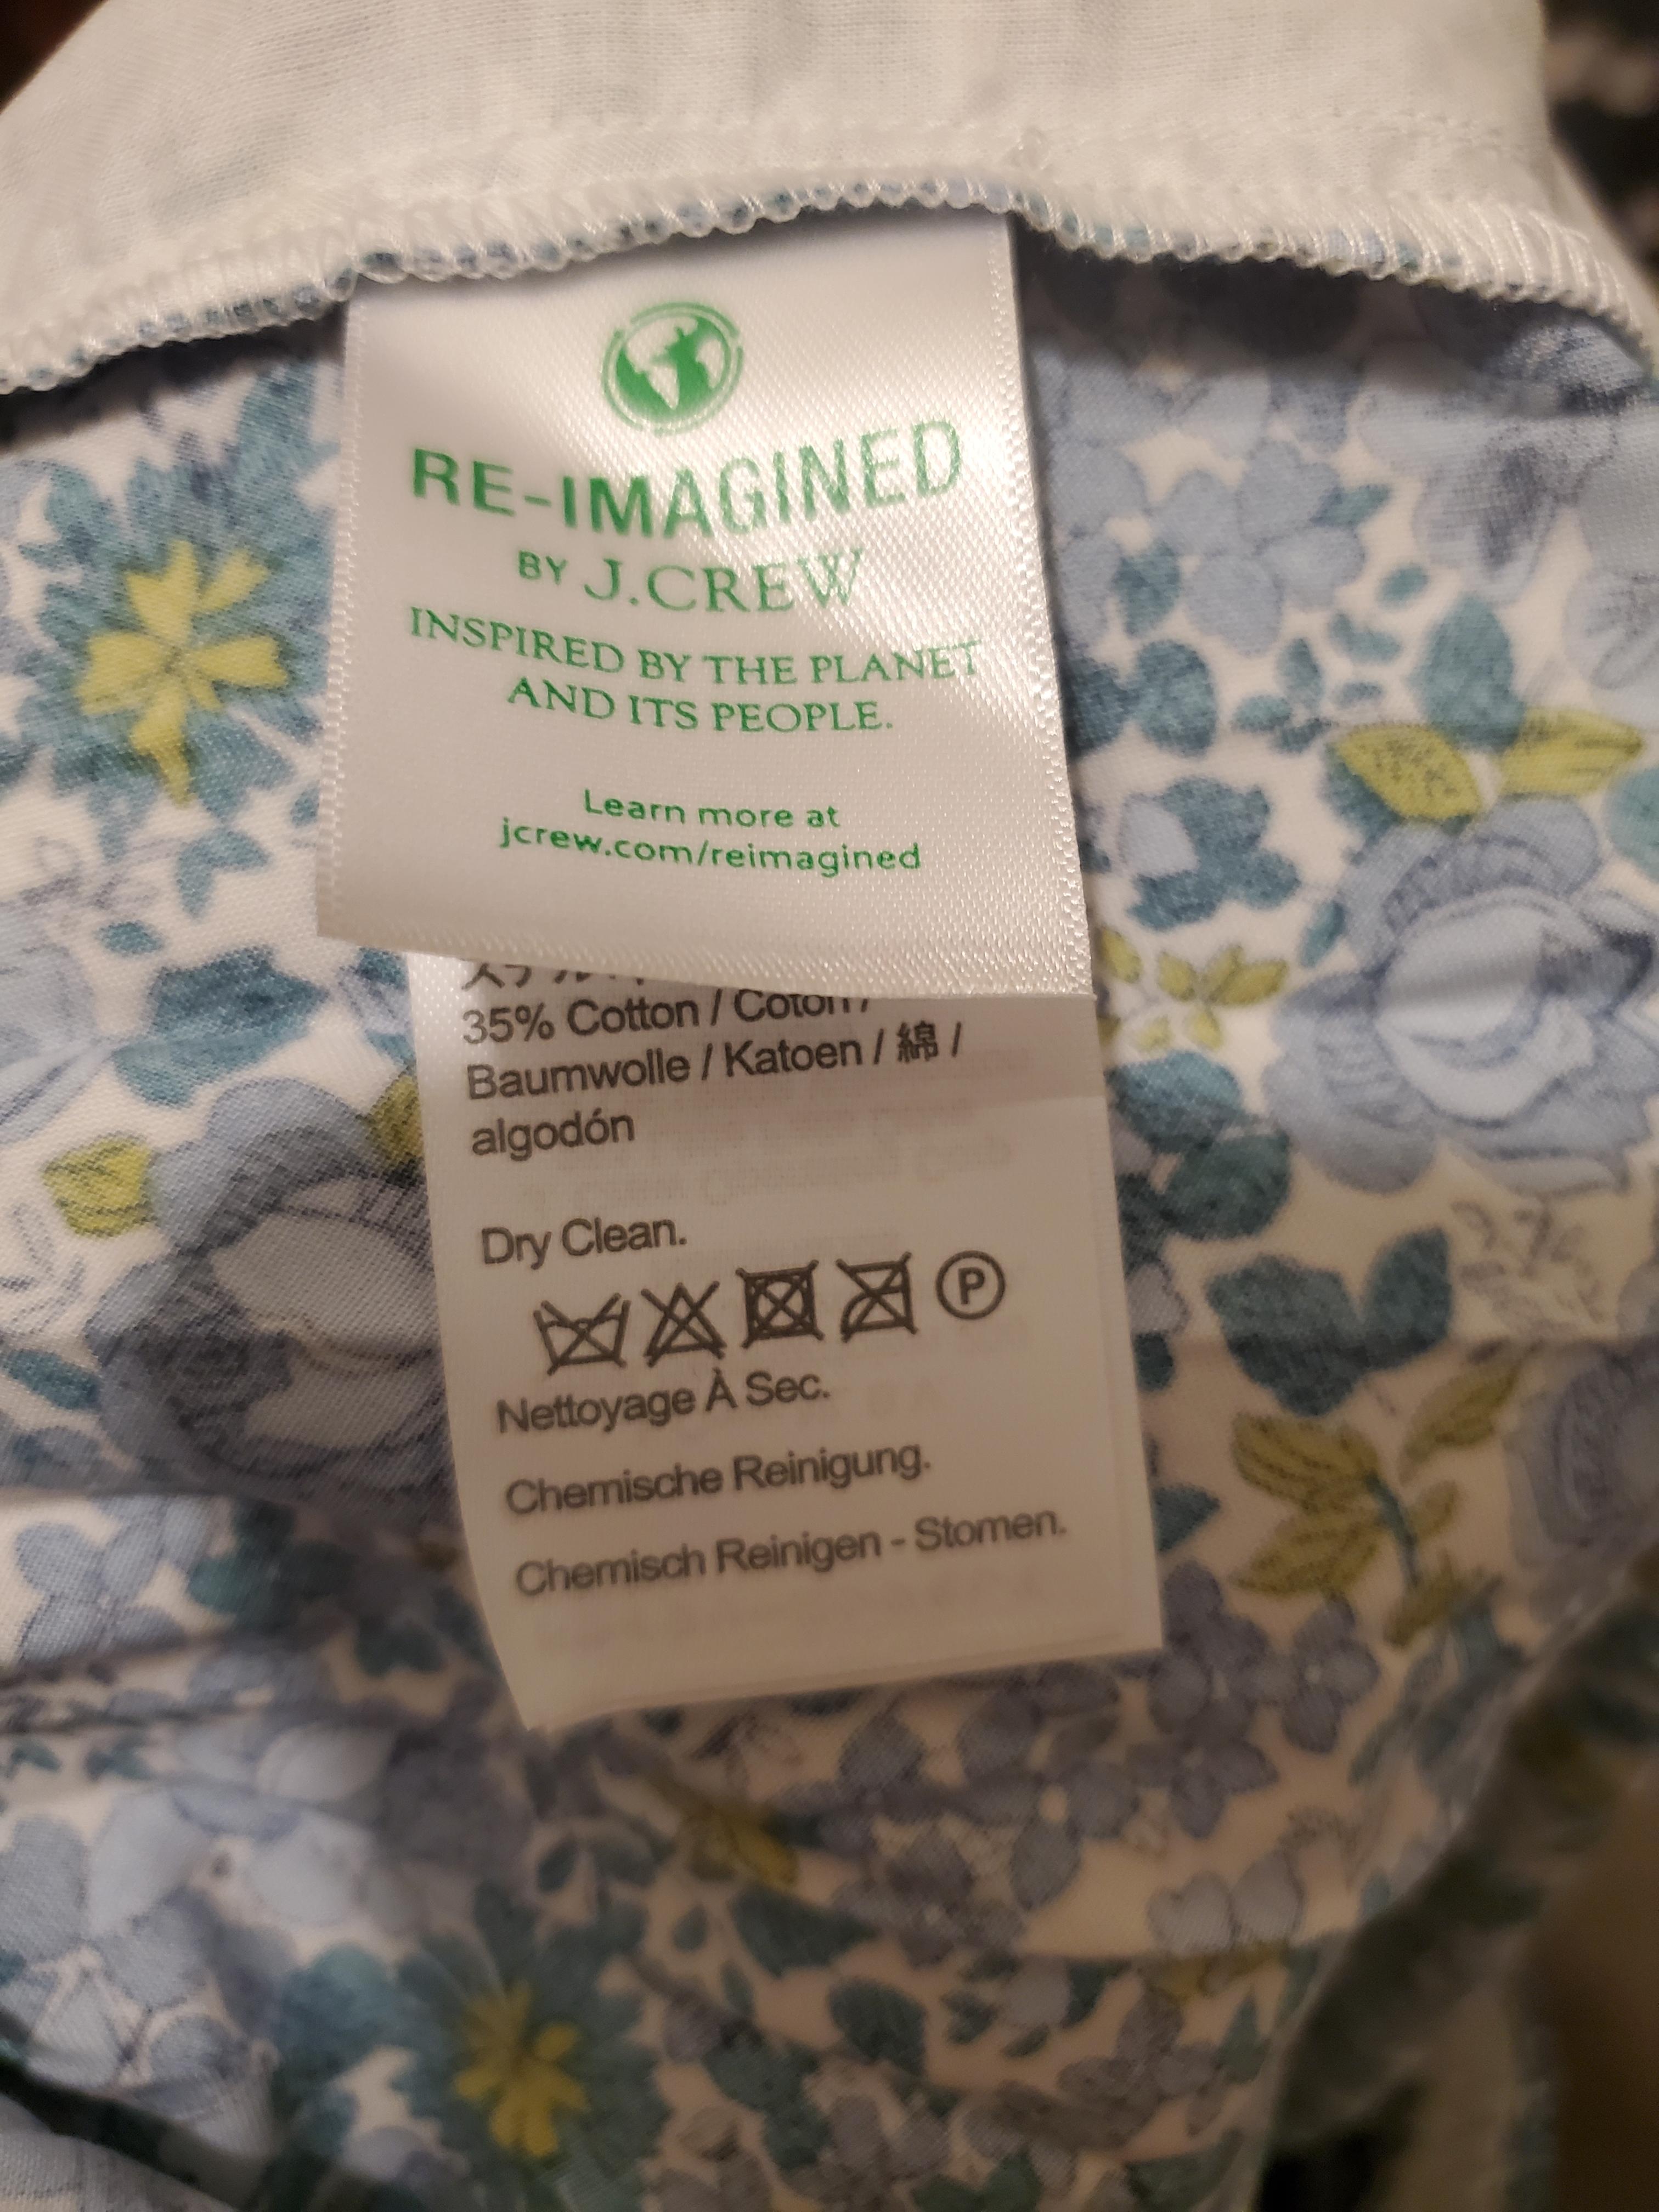 RE-IMAGINED
BY J.CREW
INSPIRED BY THE PLANET
AND ITS PEOPLE.
Learn more at
jcrew.com/reimagined
35% Cotton / Coton /
Baumwolle / Katoen / 綿 /
algodón
Dry Clean.
P
Nettoyage À Sec.
Chemische Reinigung.
Chemisch Reinigen - Stomen.